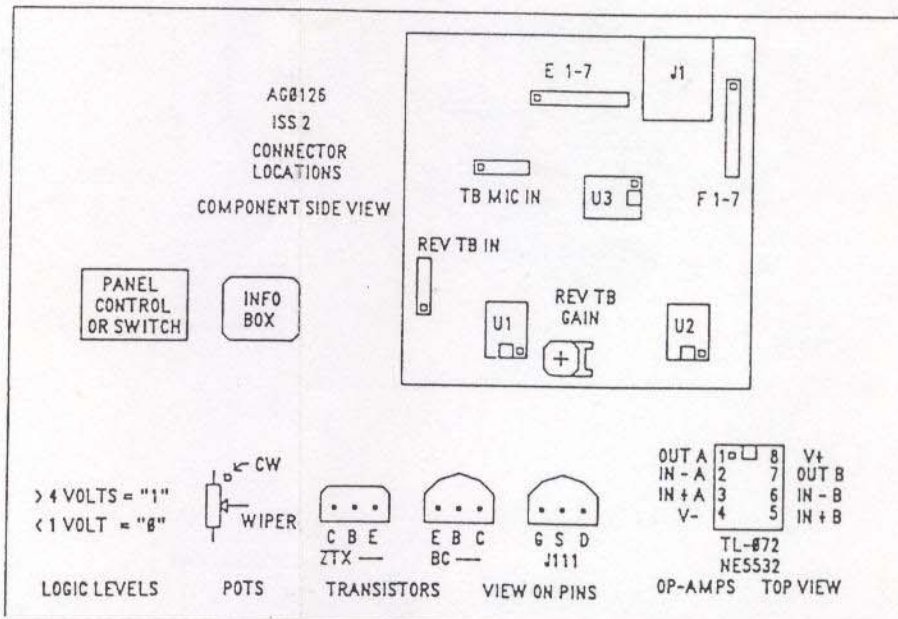 AG0126
ISS 2
CONNECTOR
LOCATIONS
COMPONENT SIDE VIEW
PANEL
CONTROL
OR SWITCH
INFO
BOX
E 1-7
J1
TB MIC IN
U3
F 1-7
REV TB IN
U1
REV TB
GAIN
U2
> 4 VOLTS = "1"
< 1 VOLT = "0"
LOGIC LEVELS
CW
WIPER
POTS
C B E
ZTX —
E B C
BC —
G S D
J111
TRANSISTORS VIEW ON PINS
OUT A 1 8 V+
IN - A 2 7 OUT B
IN + A 3 6 IN - B
V- 4 5 IN + B
TL-072
NE5532
OP-AMPS TOP VIEW